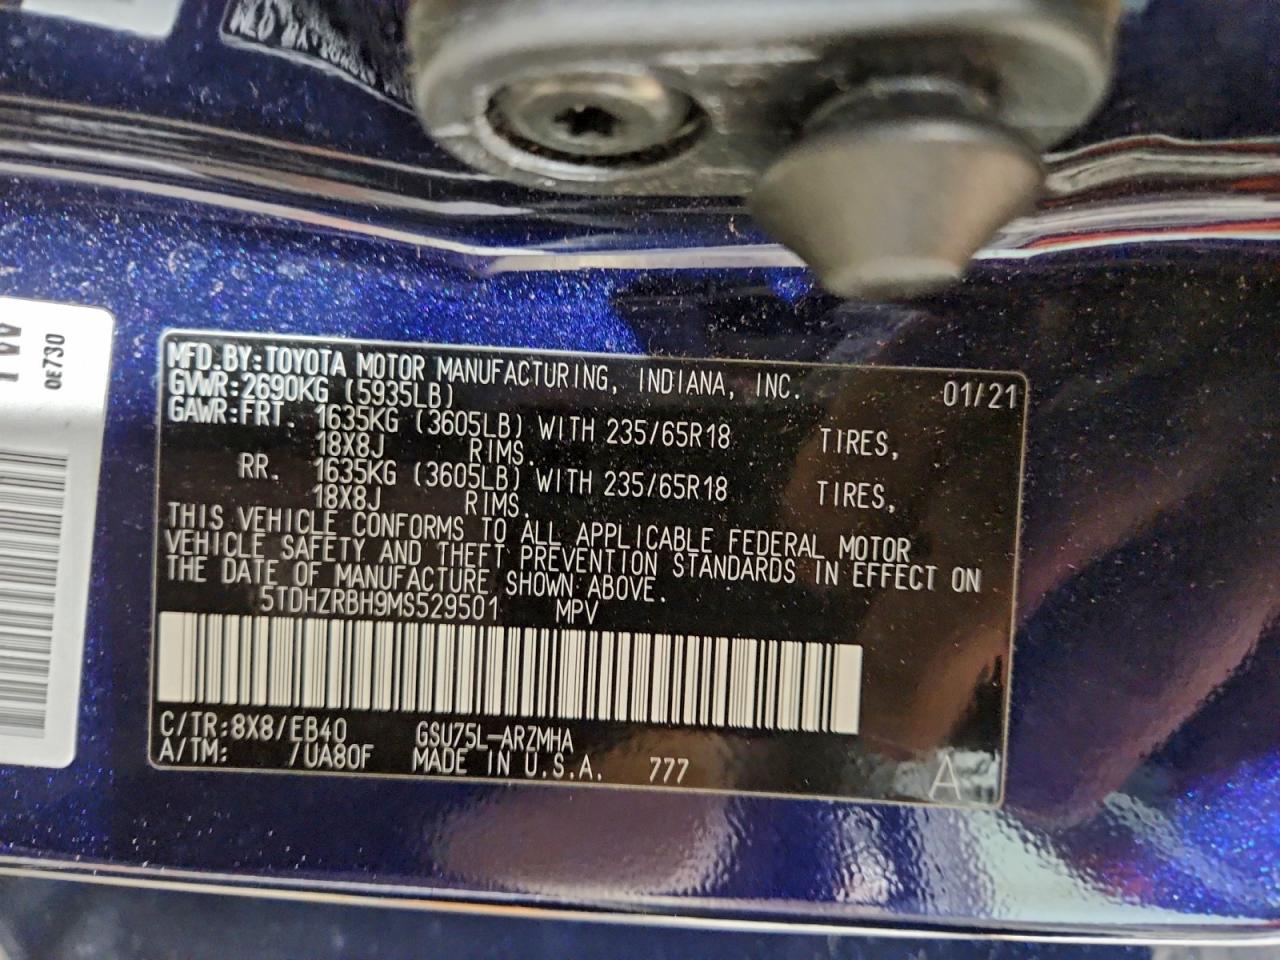 MFD.BY:TOYOTA MOTOR MANUFACTURING, INDIANA, INC. 01/21
GVWR:2690KG (5935LB)
GAWR:FRT. 1635KG (3605LB) WITH 235/65R18 TIRES,
18X8J RIMS.
RR. 1635KG (3605LB) WITH 235/65R18 TIRES,
18X8J RIMS.
THIS VEHICLE CONFORMS TO ALL APPLICABLE FEDERAL MOTOR
VEHICLE SAFETY AND THEFT PREVENTION STANDARDS IN EFFECT ON
THE DATE OF MANUFACTURE SHOWN ABOVE.
5TDHZRBH9MS529501 MPV
C/TR:8X8/EB40 GSU75L-ARZMHA
A/TM: /UA80F MADE IN U.S.A. 777 A
0E730